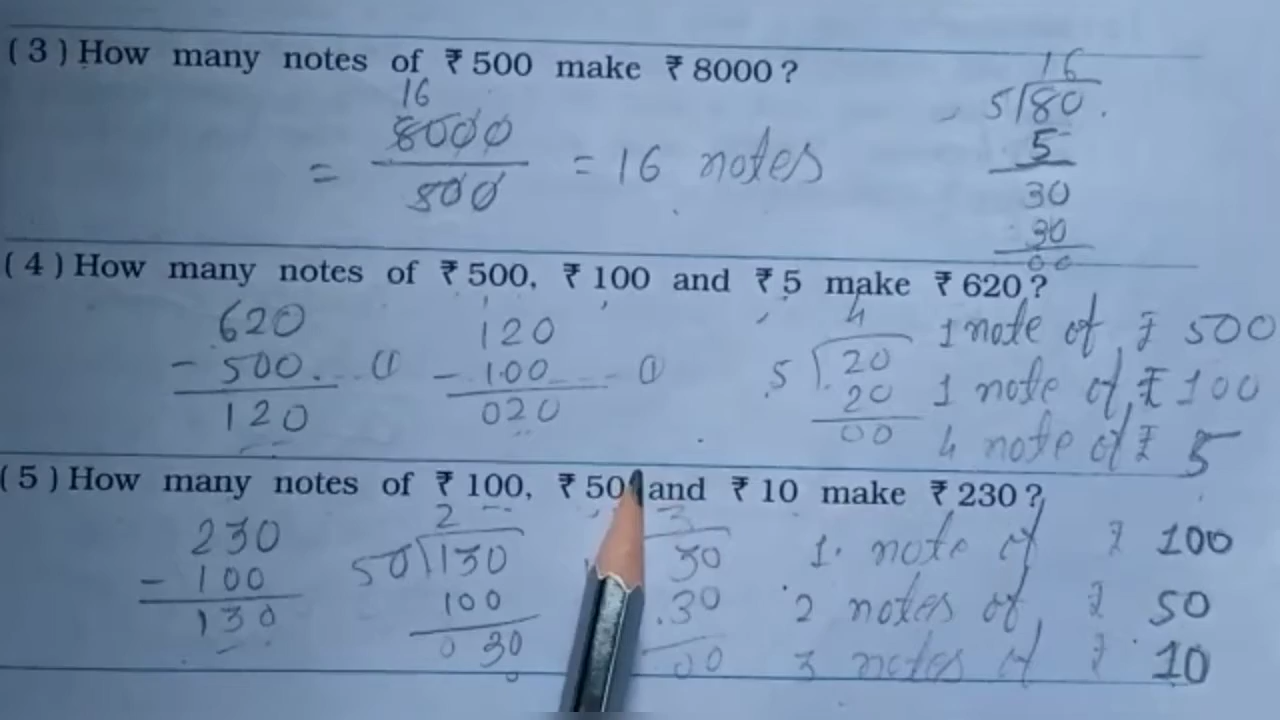 (3) How many notes of ₹ 500 make ₹ 8000?
16
= 8000 / 500 = 16 notes
16
5)80
5
30
30
00
(4) How many notes of ₹ 500, ₹ 100 and ₹ 5 make ₹ 620?
620
- 500 ①
120
120
- 100 ①
020
4
5)20
20
00
1 note of ₹ 500
1 note of ₹ 100
4 note of ₹ 5
(5) How many notes of ₹ 100, ₹ 50 and ₹ 10 make ₹ 230?
230
- 100
130
2
50)130
100
030
3
30
30
00
1. note of ₹ 100
2 notes of ₹ 50
3 notes of ₹ 10